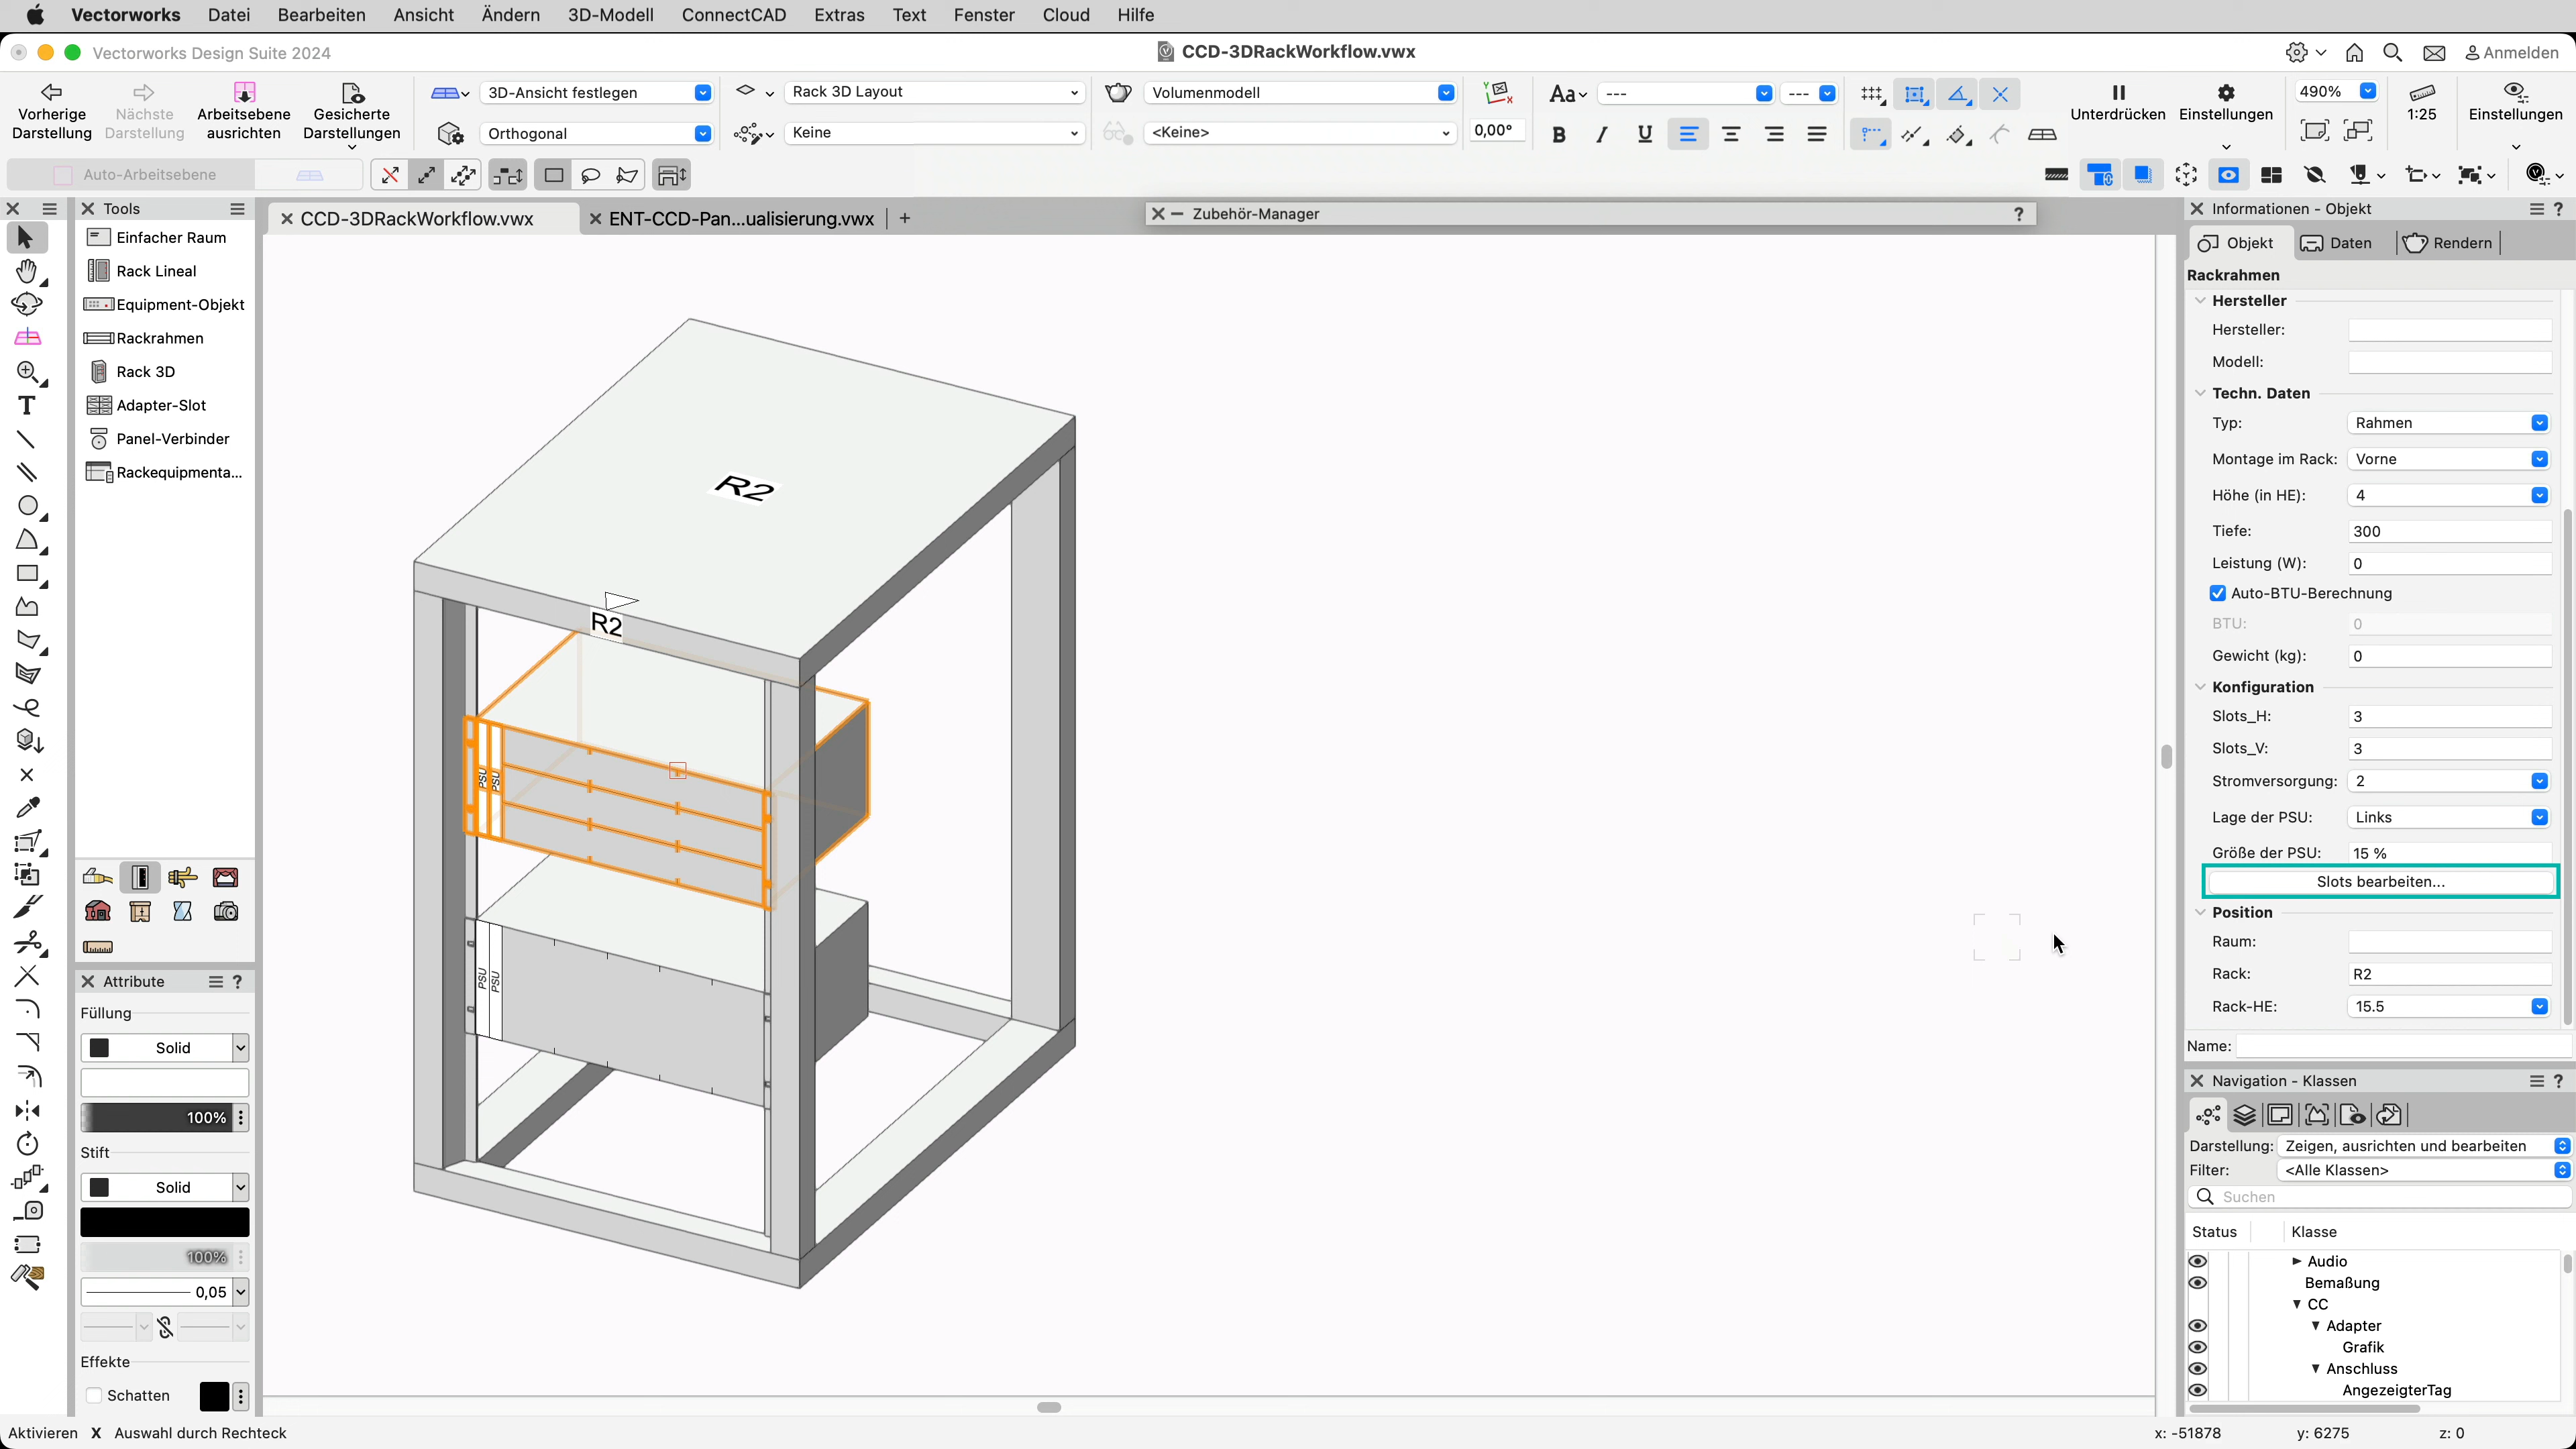 Vectorworks Datei Bearbeiten Ansicht Ändern 3D-Modell ConnectCAD Extras Text Fenster Cloud Hilfe
Vectorworks Design Suite 2024
CCD-3DRackWorkflow.vwx
Anmelden
Vorherige Darstellung
Nächste Darstellung
Arbeitsebene ausrichten
Gesicherte Darstellungen
3D-Ansicht festlegen
Rack 3D Layout
Volumenmodell
Aa
---
---
Unterdrücken
Einstellungen
490%
1:25
Einstellungen
Orthogonal
Keine
<Keine>
0,00°
B I U
Auto-Arbeitsebene
Tools
CCD-3DRackWorkflow.vwx
ENT-CCD-Pan...ualisierung.vwx
+
Zubehör-Manager
?
Einfacher Raum
Rack Lineal
Equipment-Objekt
Rackrahmen
Rack 3D
Adapter-Slot
Panel-Verbinder
Rackequipmenta...
R2
R2
PSU
PSU
PSU
PSU
Attribute
?
Füllung
Solid
100%
Stift
Solid
100%
0,05
Effekte
Schatten
Informationen - Objekt
?
Objekt
Daten
Rendern
Rackrahmen
Hersteller
Hersteller:
Modell:
Techn. Daten
Typ: Rahmen
Montage im Rack: Vorne
Höhe (in HE): 4
Tiefe: 300
Leistung (W): 0
Auto-BTU-Berechnung
BTU: 0
Gewicht (kg): 0
Konfiguration
Slots_H: 3
Slots_V: 3
Stromversorgung: 2
Lage der PSU: Links
Größe der PSU: 15 %
Slots bearbeiten...
Position
Raum:
Rack: R2
Rack-HE: 15.5
Name:
Navigation - Klassen
?
Darstellung: Zeigen, ausrichten und bearbeiten
Filter: <Alle Klassen>
Suchen
Status Klasse
Audio
Bemaßung
CC
Adapter
Grafik
Anschluss
AngezeigterTag
Aktivieren X Auswahl durch Rechteck
x: -51878 y: 6275 z: 0